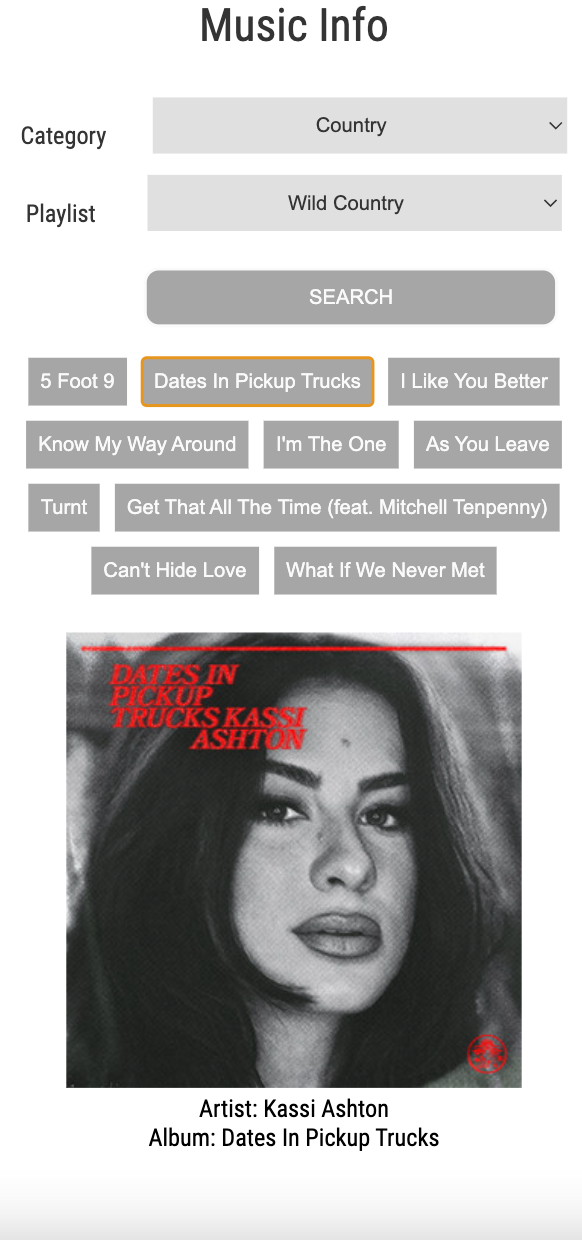 Music Info
Category
Country
Playlist
Wild Country
SEARCH
5 Foot 9
Dates In Pickup Trucks
I Like You Better
Know My Way Around
I'm The One
As You Leave
Turnt
Get That All The Time (feat. Mitchell Tenpenny)
Can't Hide Love
What If We Never Met
DATES IN
PICKUP
TRUCKS KASSI
ASHTON
Artist: Kassi Ashton
Album: Dates In Pickup Trucks